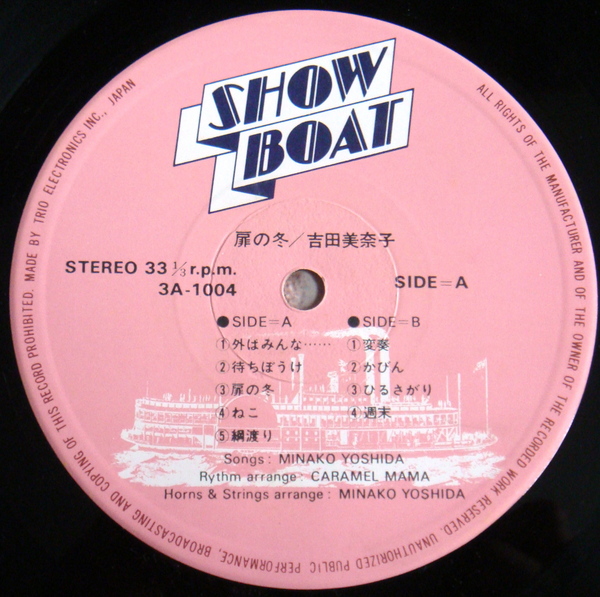 SHOW
BOAT
扉の冬／吉田美奈子
STEREO 33 1/3 r.p.m.
3A-1004
SIDE=A
●SIDE=A
①外はみんな……
②待ちぼうけ
③扉の冬
④ねこ
⑤綱渡り
●SIDE=B
①変奏
②かびん
③ひるさがり
④週末
Songs: MINAKO YOSHIDA
Rythm arrange: CARAMEL MAMA
Horns & Strings arrange: MINAKO YOSHIDA
ALL RIGHTS OF THE MANUFACTURER AND OF THE OWNER OF THE RECORDED WORK RESERVED. UNAUTHORIZED PUBLIC PERFORMANCE, BROADCASTING AND COPYING OF THIS RECORD PROHIBITED. MADE BY TRIO ELECTRONICS INC., JAPAN